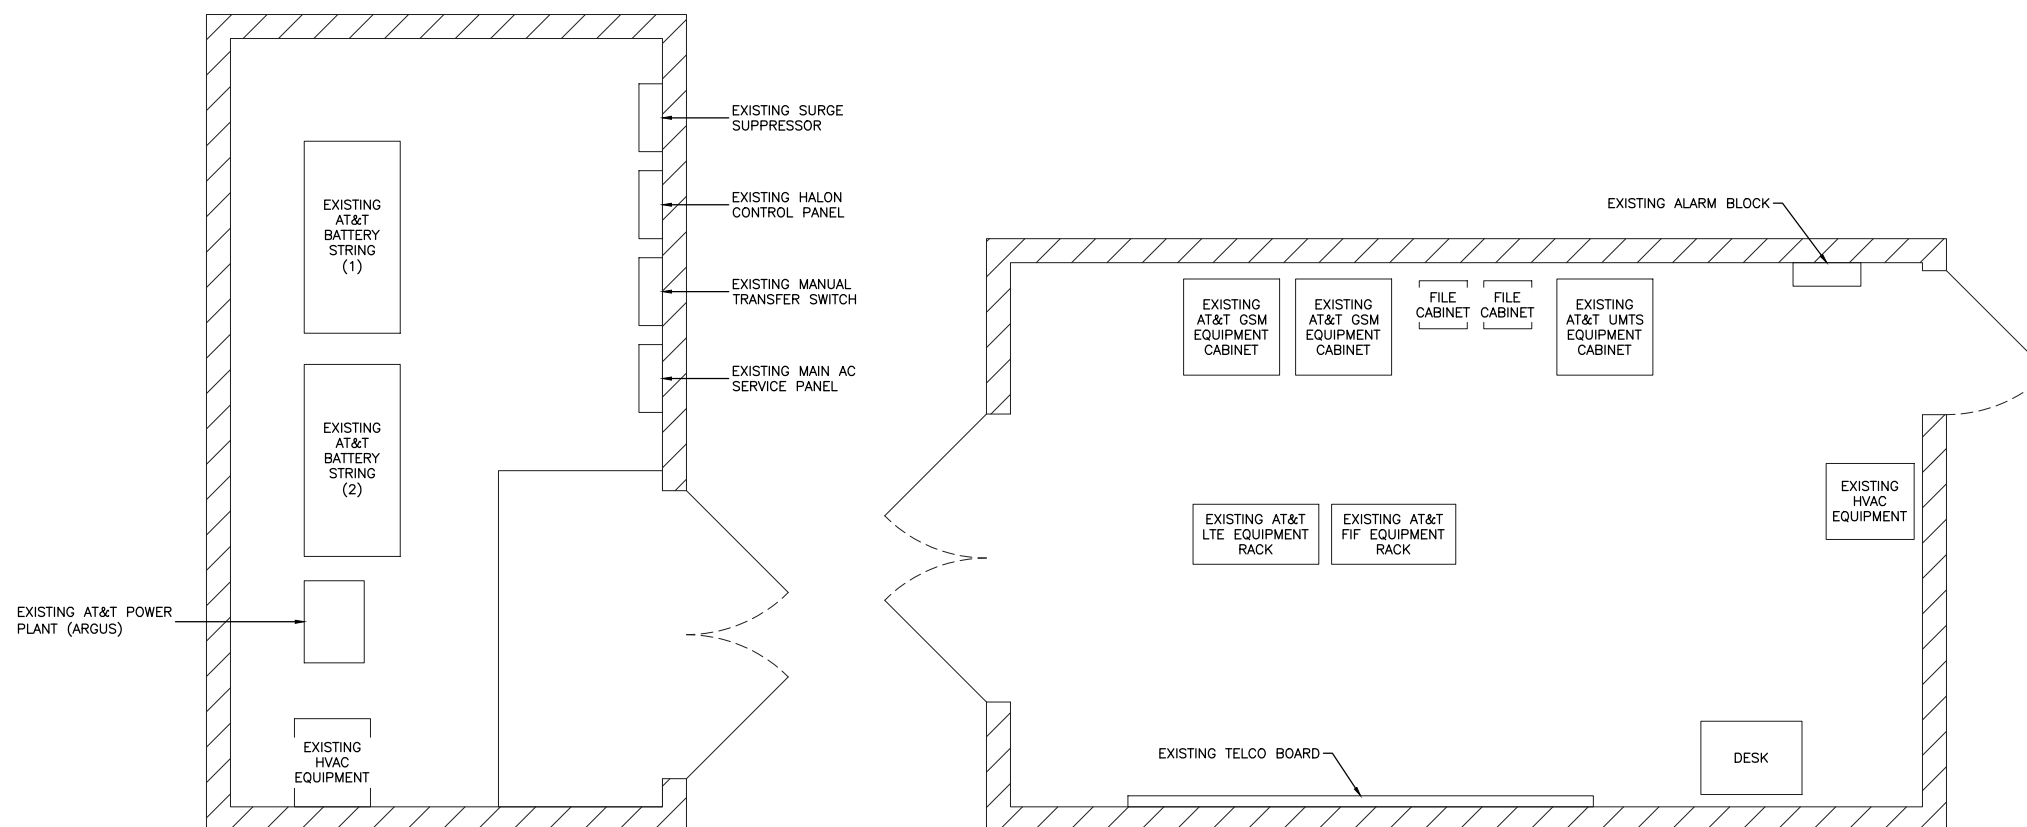 EXISTING SURGE
SUPPRESSOR
EXISTING
AT&T
BATTERY
STRING
(1)
EXISTING HALON
CONTROL PANEL
EXISTING MANUAL
TRANSFER SWITCH
EXISTING MAIN AC
SERVICE PANEL
EXISTING
AT&T
BATTERY
STRING
(2)
EXISTING AT&T POWER
PLANT (ARGUS)
EXISTING
HVAC
EQUIPMENT
EXISTING ALARM BLOCK
EXISTING
AT&T GSM
EQUIPMENT
CABINET
EXISTING
AT&T GSM
EQUIPMENT
CABINET
FILE
CABINET
FILE
CABINET
EXISTING
AT&T UMTS
EQUIPMENT
CABINET
EXISTING
HVAC
EQUIPMENT
EXISTING AT&T
LTE EQUIPMENT
RACK
EXISTING AT&T
FIF EQUIPMENT
RACK
EXISTING TELCO BOARD
DESK